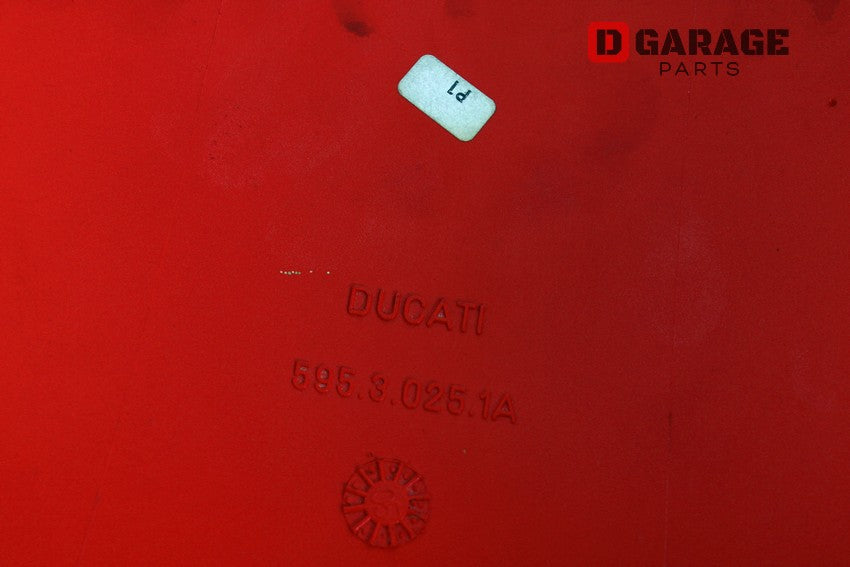 D GARAGE
PARTS
P1
DUCATI
595.3.025.1A